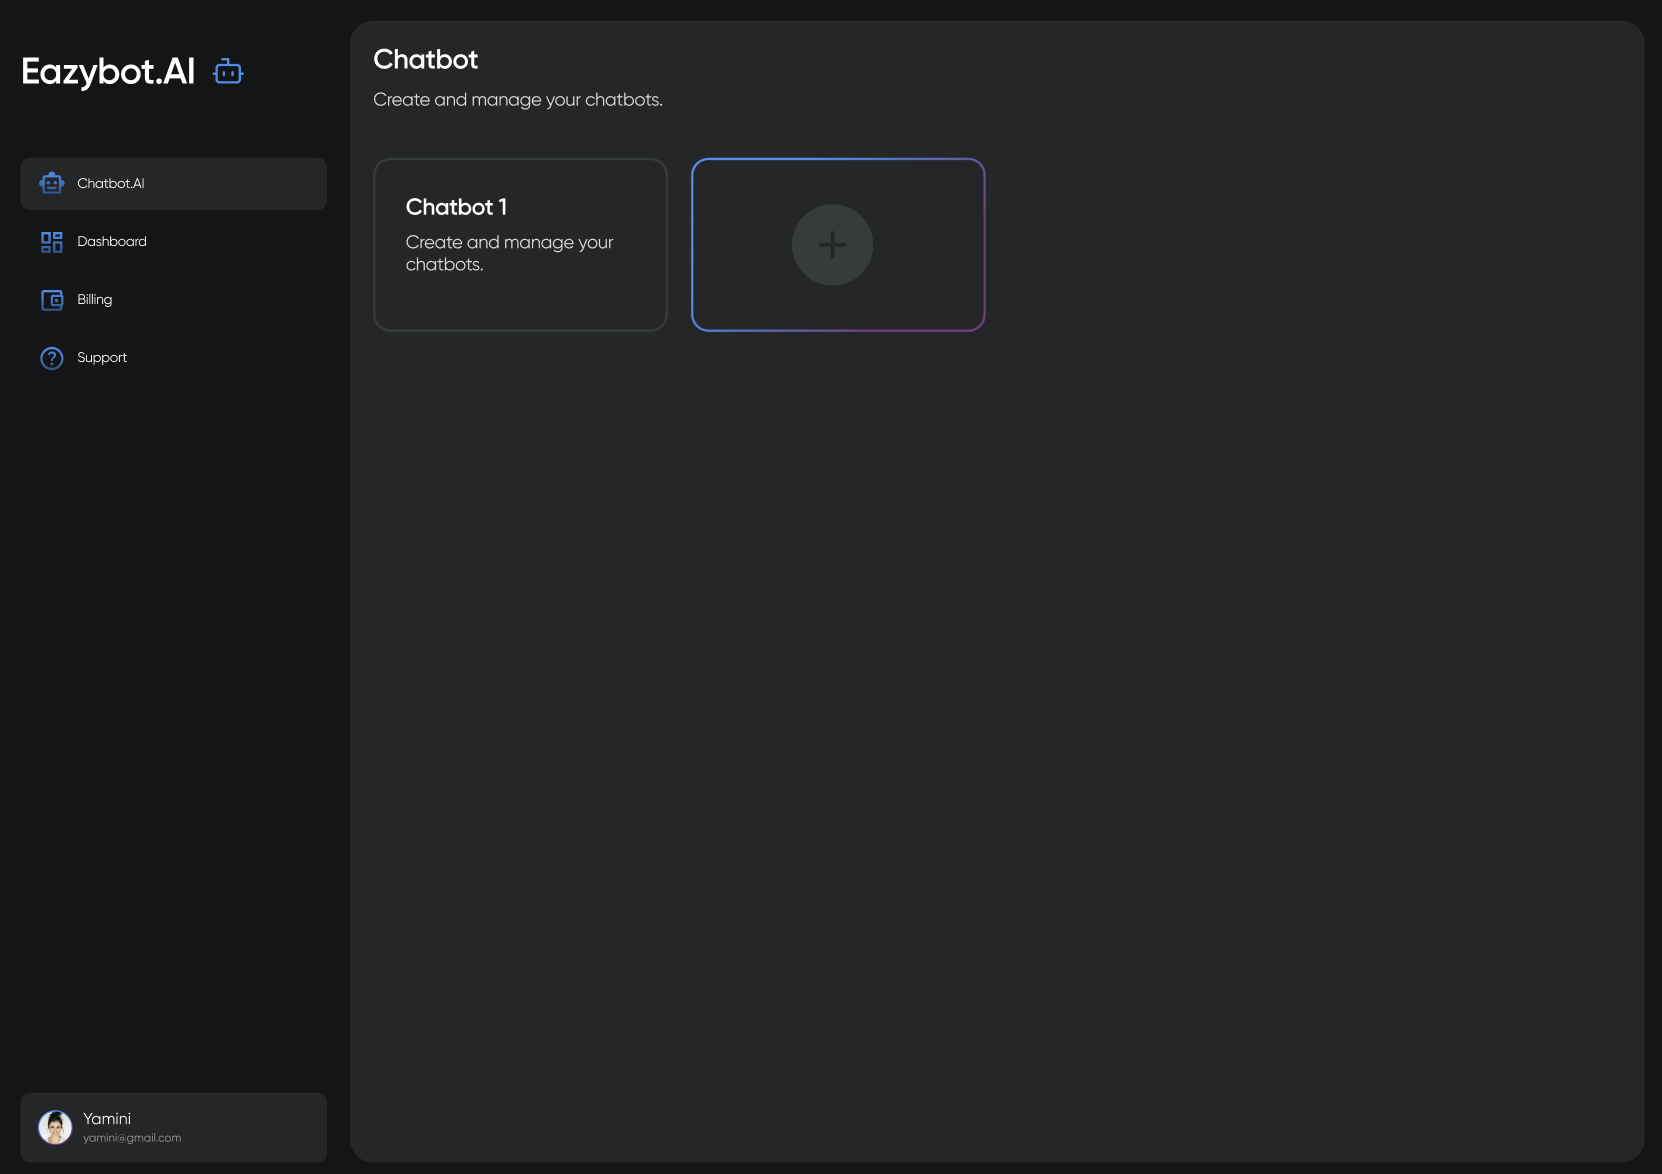 Eazybot.AI
Chatbot.AI
Dashboard
Billing
Support
Yamini
yamini@gmail.com
Chatbot
Create and manage your chatbots.
Chatbot 1
Create and manage your
chatbots.